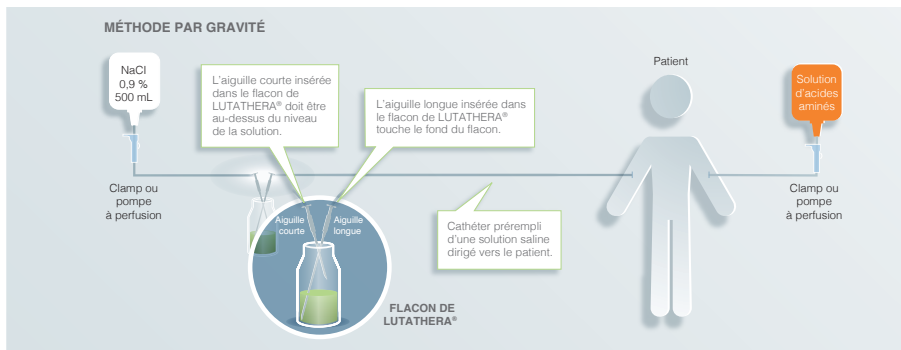 MÉTHODE PAR GRAVITÉ
NaCl
0,9 %
500 mL
Clamp ou
pompe
à perfusion
L'aiguille courte insérée
dans le flacon de
LUTATHERA® doit être
au-dessus du niveau
de la solution.
L'aiguille longue insérée dans
le flacon de LUTATHERA®
touche le fond du flacon.
Aiguille
courte
Aiguille
longue
FLACON DE
LUTATHERA®
Cathéter prérempli
d'une solution saline
dirigé vers le patient.
Patient
Solution
d'acides
aminés
Clamp ou
pompe
à perfusion